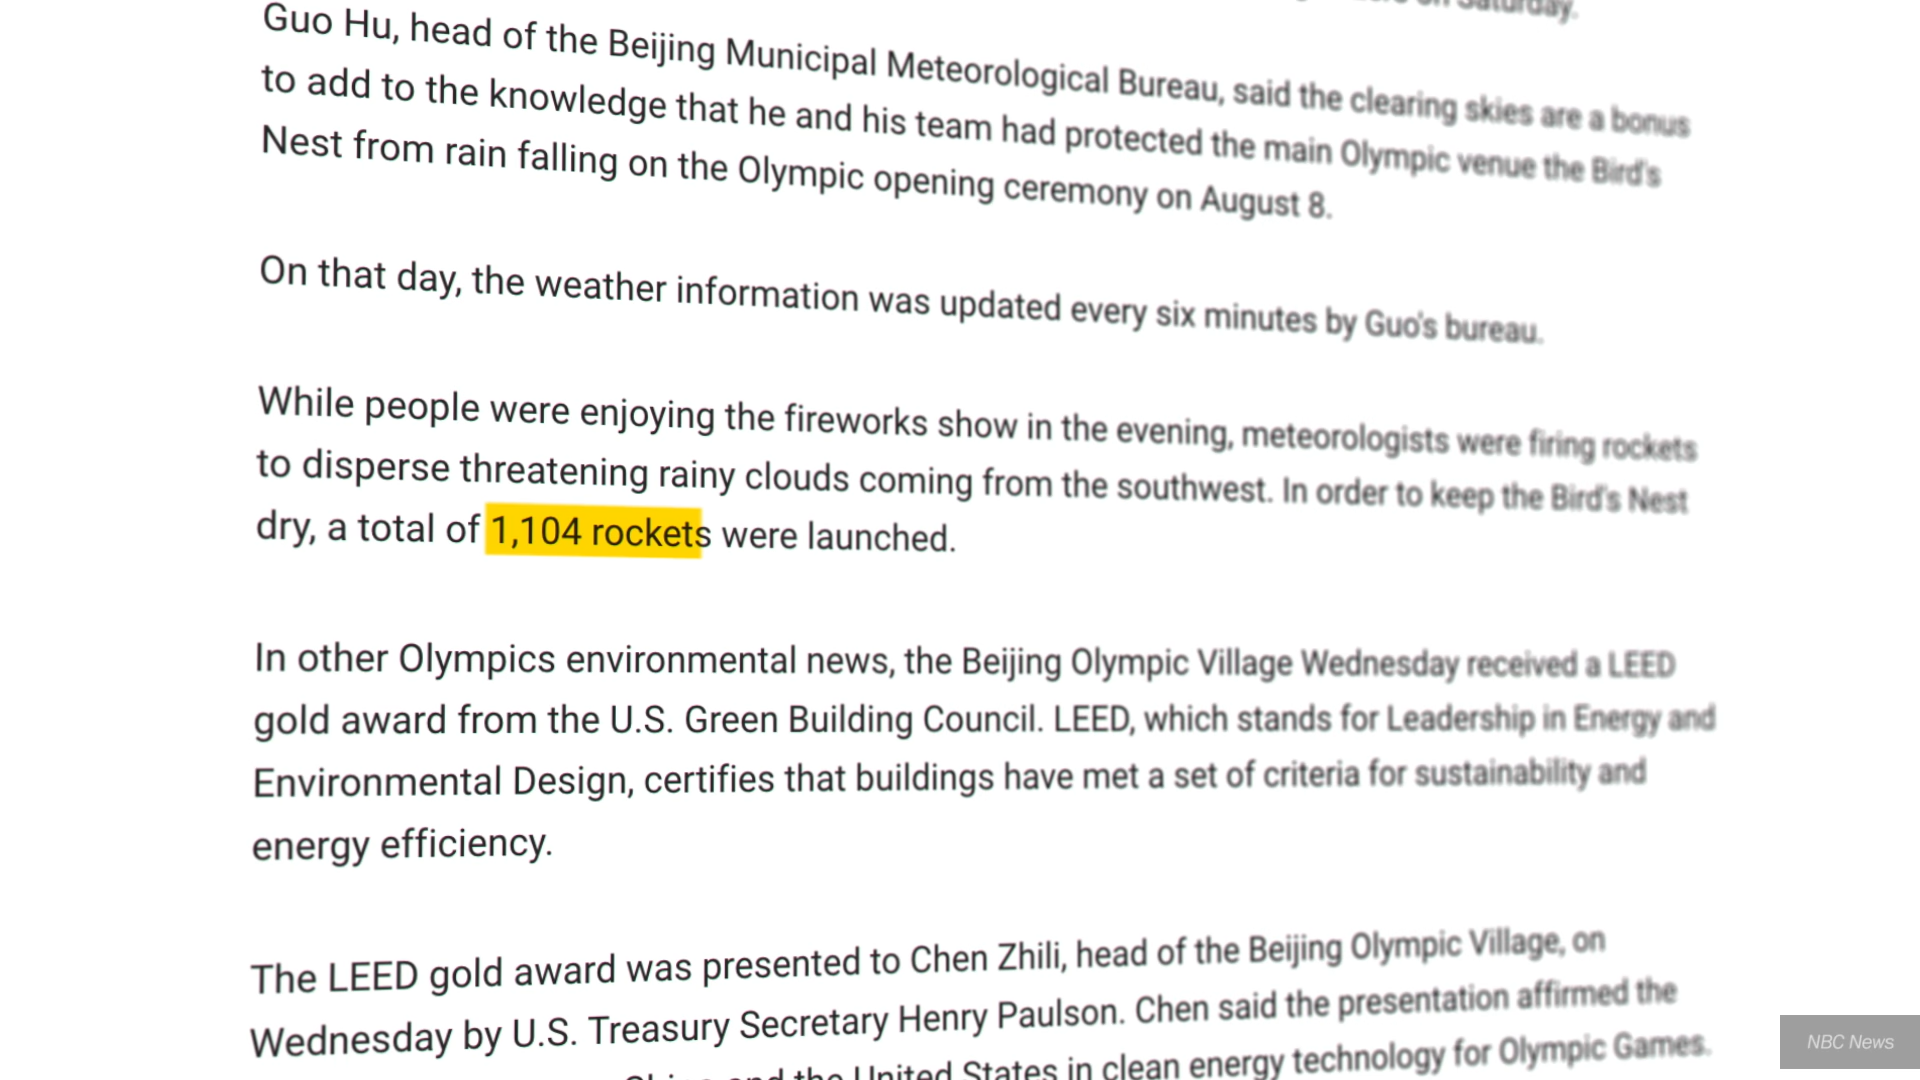 Saturday.
Guo Hu, head of the Beijing Municipal Meteorological Bureau, said the clearing skies are a bonus
to add to the knowledge that he and his team had protected the main Olympic venue the Bird's
Nest from rain falling on the Olympic opening ceremony on August 8.
On that day, the weather information was updated every six minutes by Guo's bureau.
While people were enjoying the fireworks show in the evening, meteorologists were firing rockets
to disperse threatening rainy clouds coming from the southwest. In order to keep the Bird's Nest
dry, a total of 1,104 rockets were launched.
In other Olympics environmental news, the Beijing Olympic Village Wednesday received a LEED
gold award from the U.S. Green Building Council. LEED, which stands for Leadership in Energy and
Environmental Design, certifies that buildings have met a set of criteria for sustainability and
energy efficiency.
The LEED gold award was presented to Chen Zhili, head of the Beijing Olympic Village, on
Wednesday by U.S. Treasury Secretary Henry Paulson. Chen said the presentation affirmed the
China and the United States in clean energy technology for Olympic Games.
NBC News